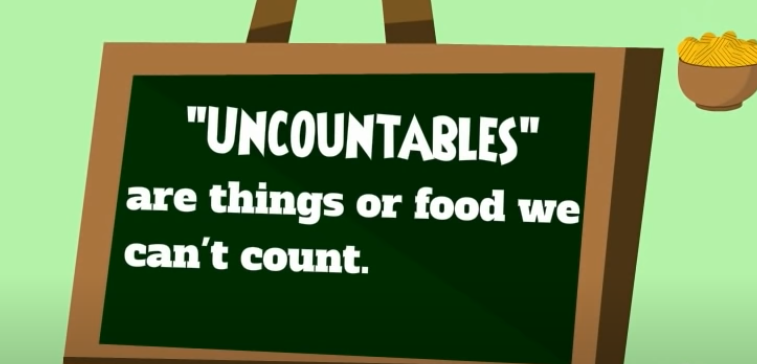 "UNCOUNTABLES"
are things or food we
can't count.